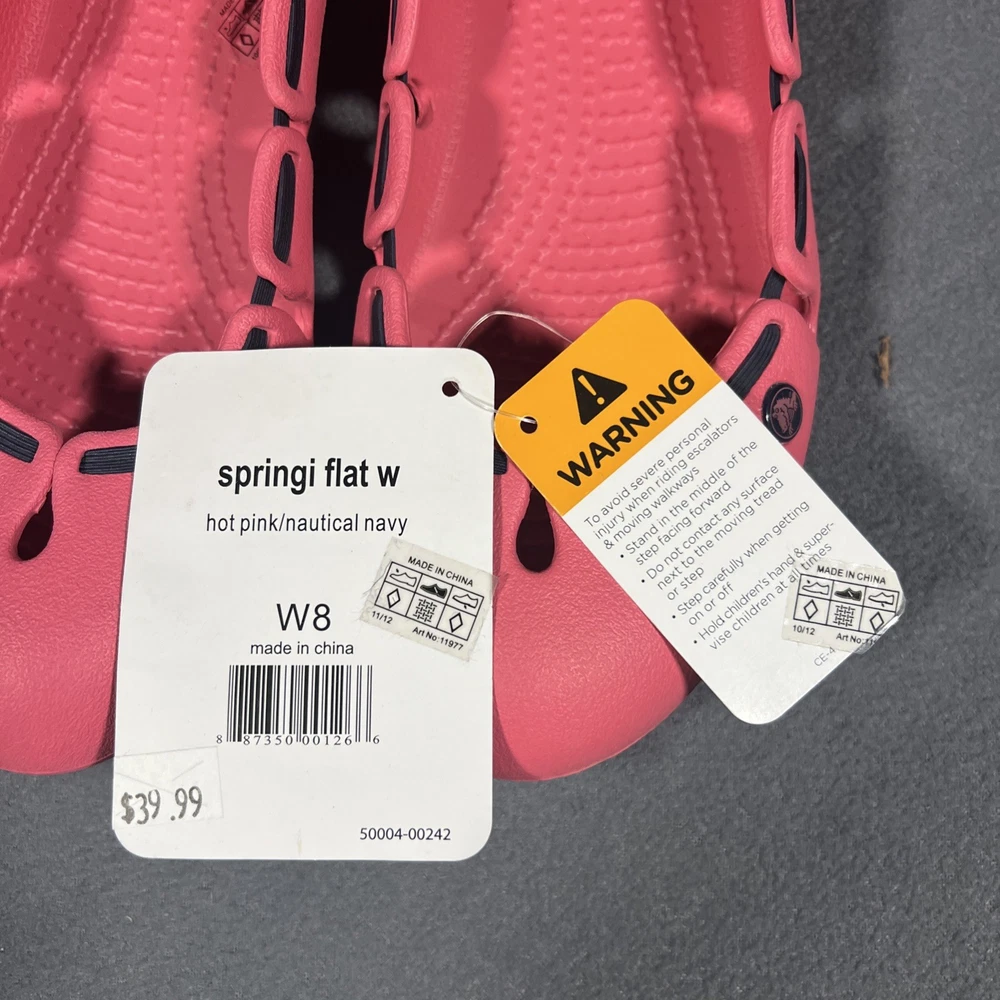 springi flat w
hot pink/nautical navy
W8
made in china
8 87350 00126 6
$39.99
50004-00242
MADE IN CHINA
11/12 Art No:11977
WARNING
To avoid severe personal
injury when riding escalators
& moving walkways
• Stand in the middle of the
step facing forward
• Do not contact any surface
next to the moving tread
or step
• Step carefully when getting
on or off
• Hold children's hand & super-
vise children at all times
MADE IN CHINA
10/12 Art No: